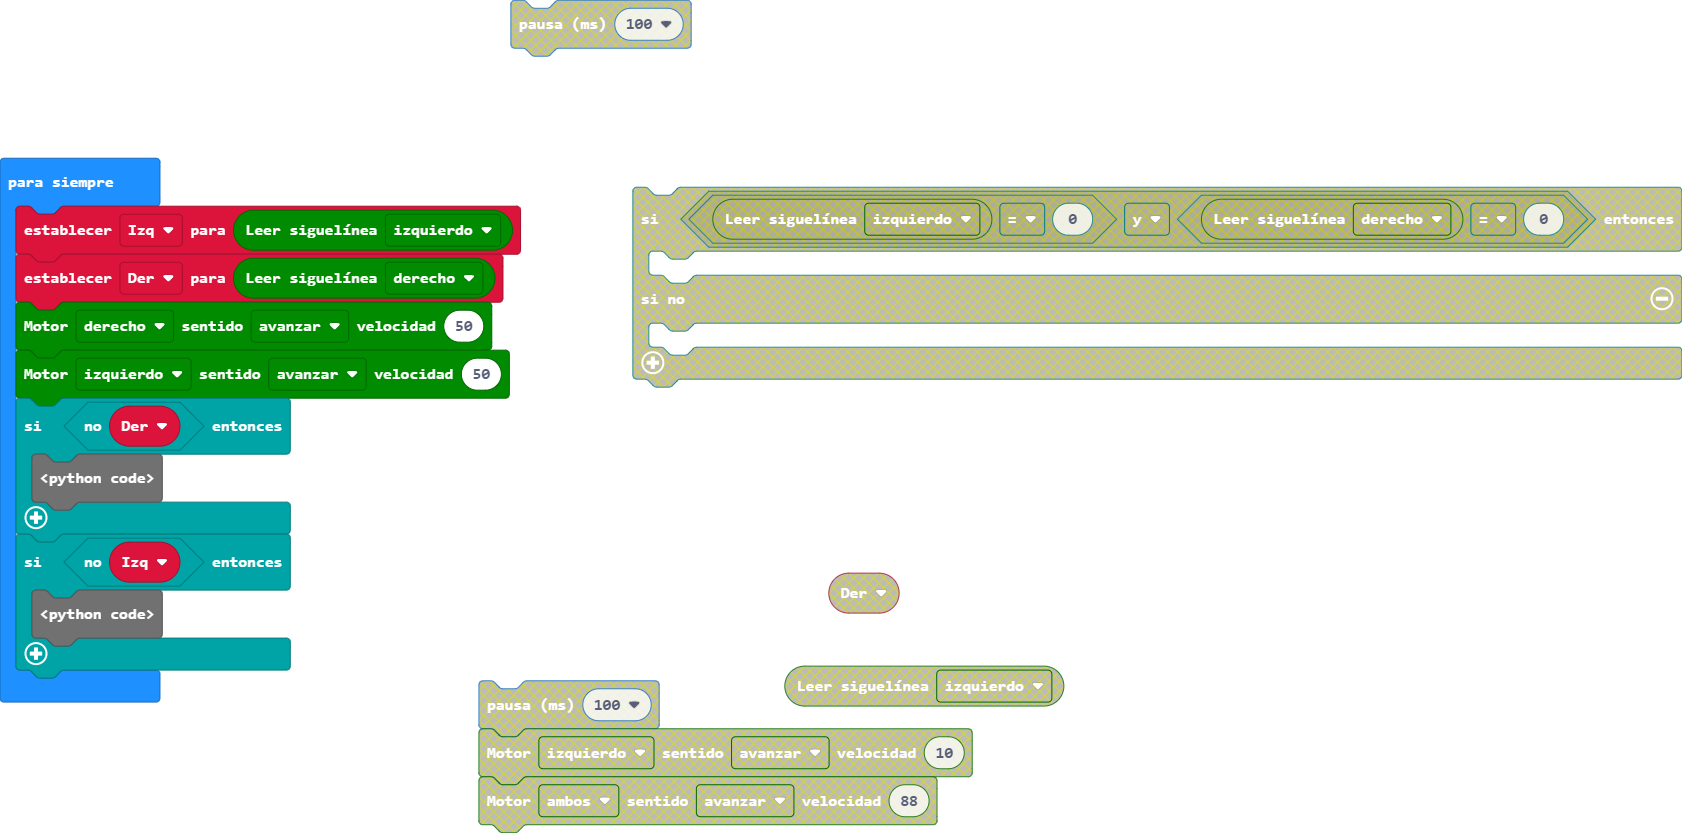 pausa (ms) 100
para siempre
establecer Izq para Leer siguelínea izquierdo
establecer Der para Leer siguelínea derecho
Motor derecho sentido avanzar velocidad 50
Motor izquierdo sentido avanzar velocidad 50
si no Der entonces
<python code>
si no Izq entonces
<python code>
si Leer siguelínea izquierdo = 0 y Leer siguelínea derecho = 0 entonces
si no
Der
Leer siguelínea izquierdo
pausa (ms) 100
Motor izquierdo sentido avanzar velocidad 10
Motor ambos sentido avanzar velocidad 88